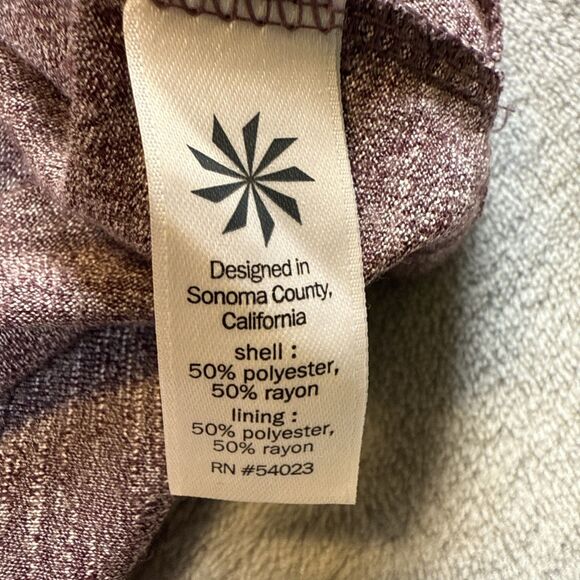 Designed in
Sonoma County,
California
shell :
50% polyester,
50% rayon
lining :
50% polyester,
50% rayon
RN #54023